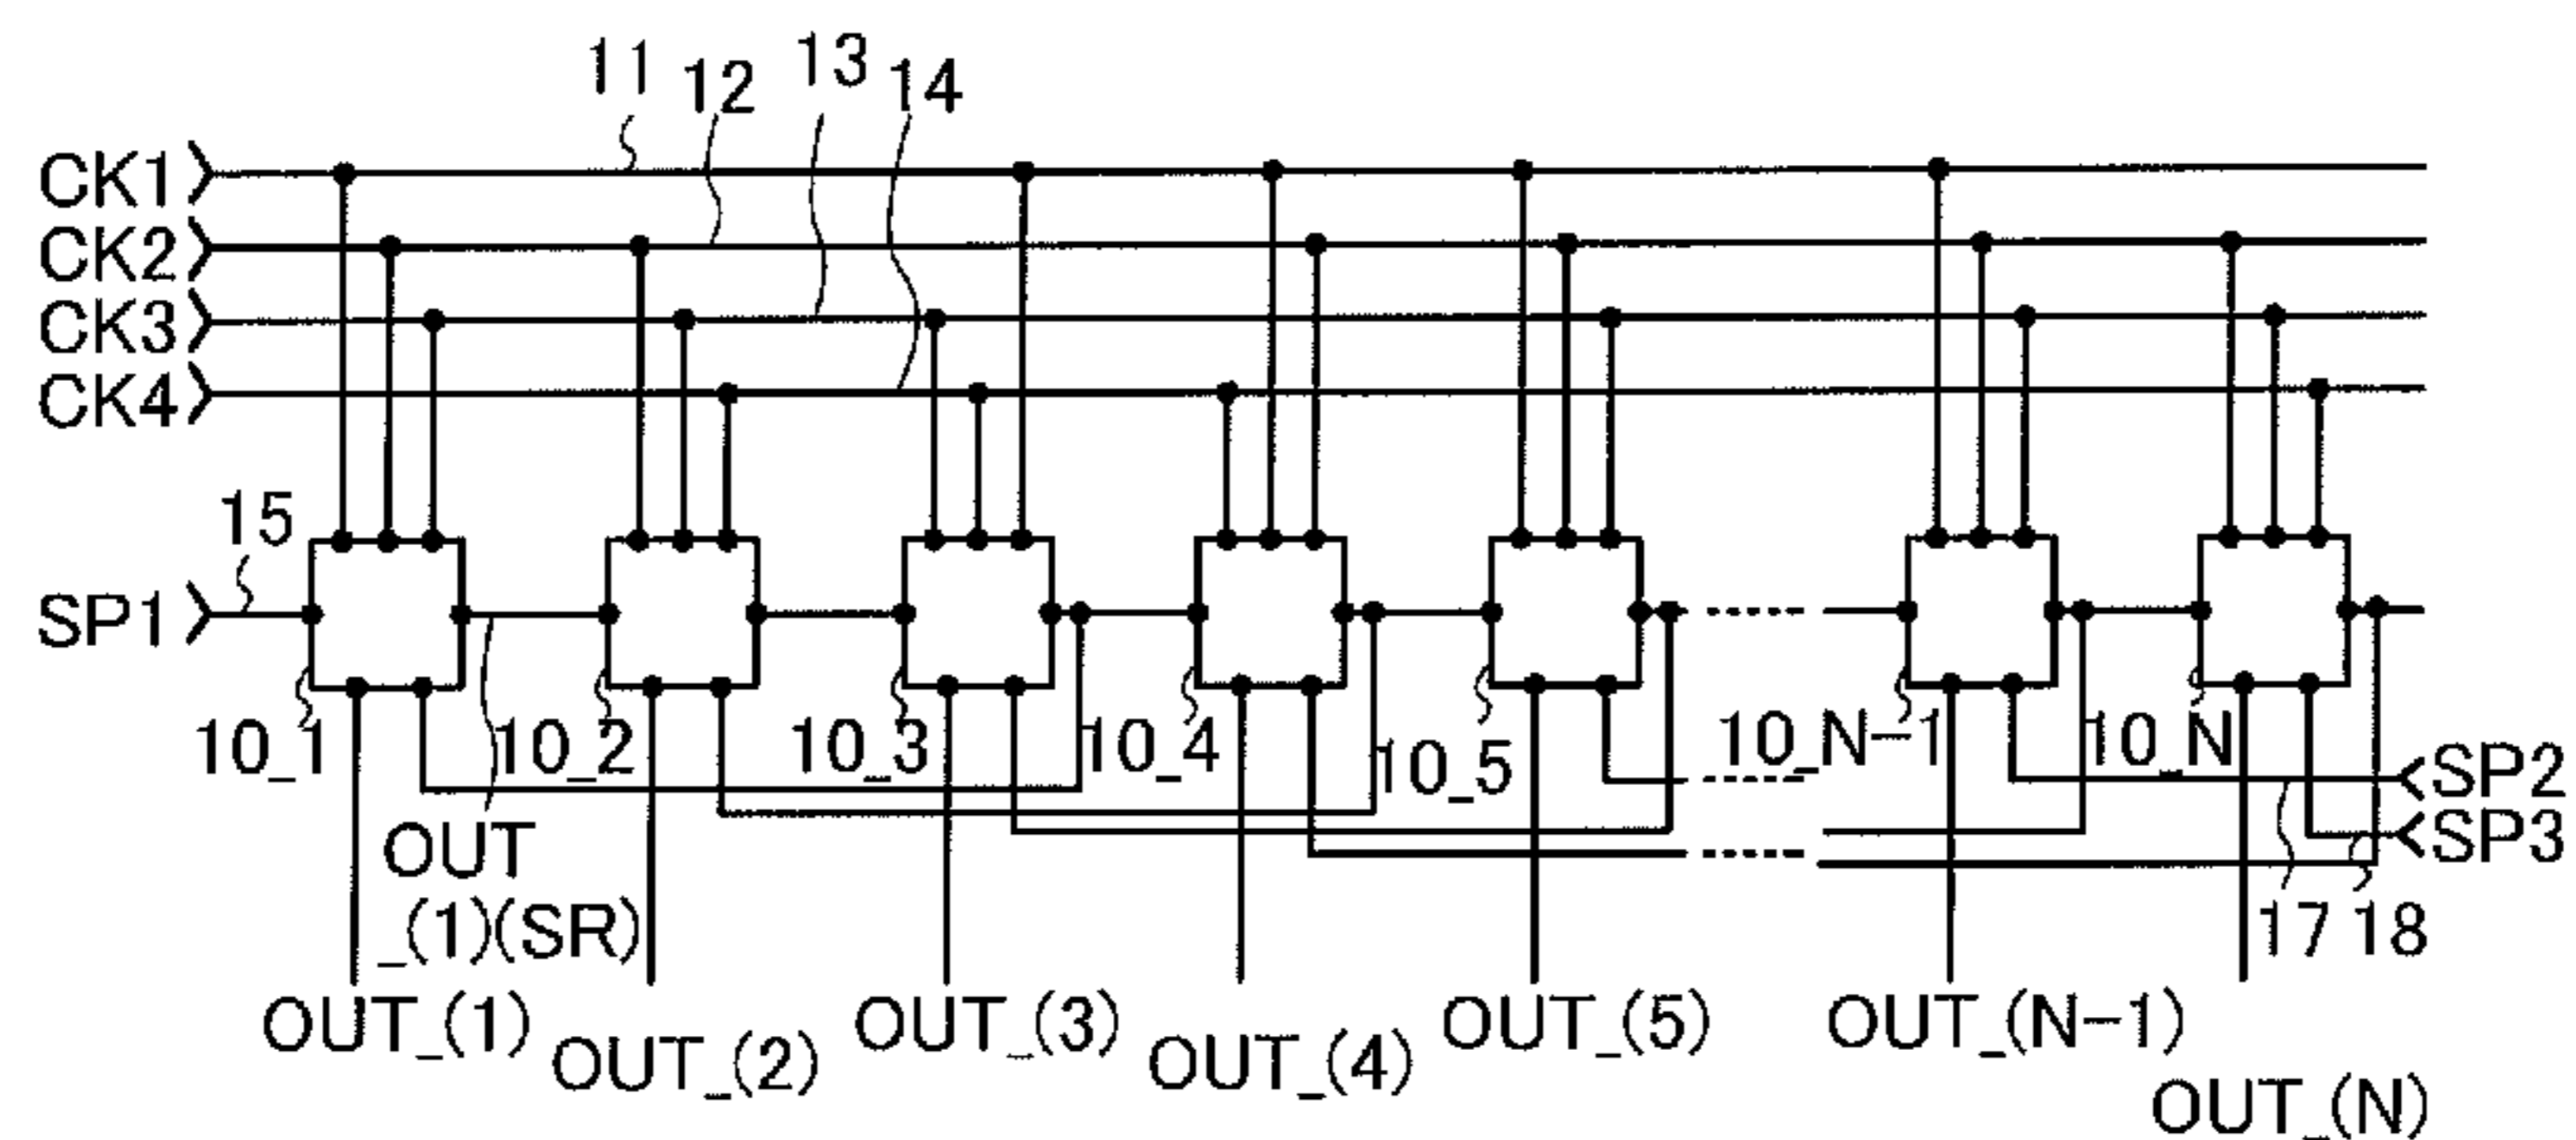 11
12
13
14
CK1
CK2
CK3
CK4
15
SP1
10_1
10_2
10_3
10_4
10_5
10_N-1
10_N
SP2
SP3
OUT
_(1)(SR)
17
18
OUT_(1)
OUT_(2)
OUT_(3)
OUT_(4)
OUT_(5)
OUT_(N-1)
OUT_(N)